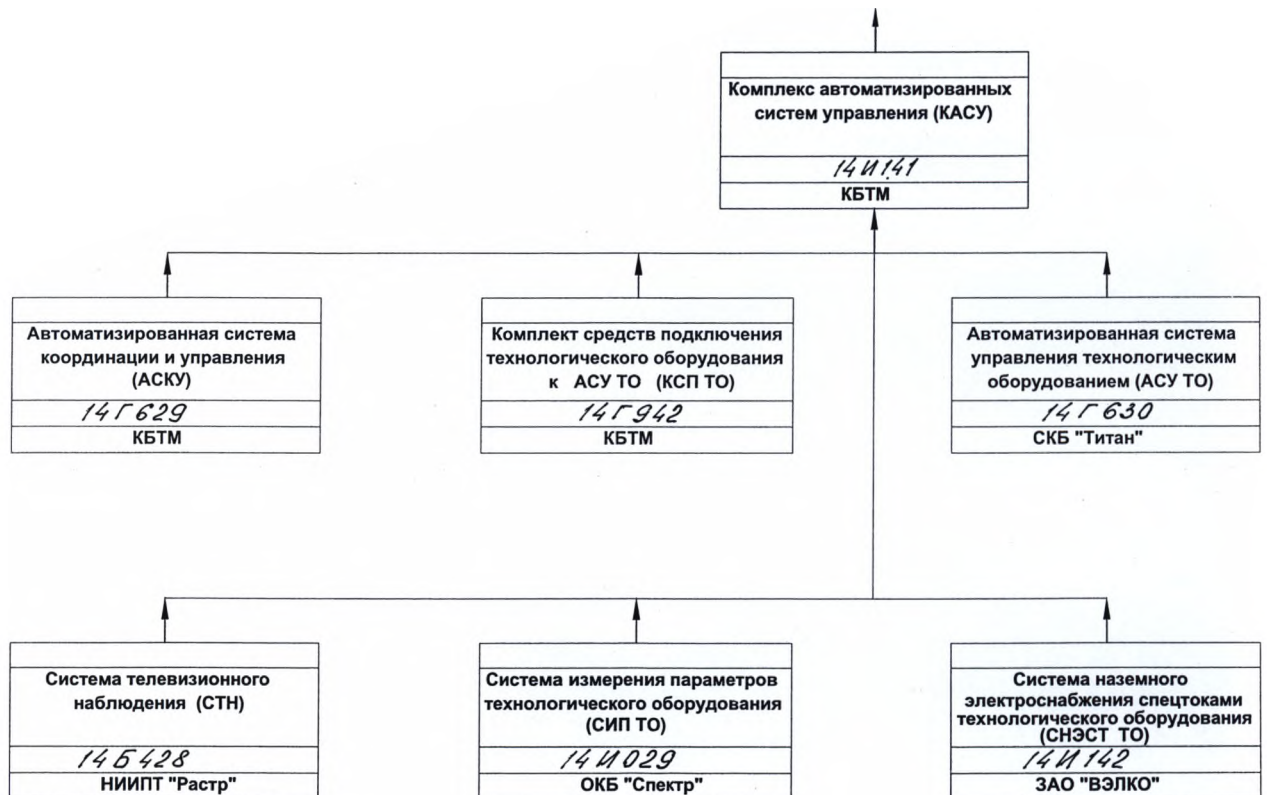 Комплекс автоматизированных
систем управления (КАСУ)
14И141
КБТМ
Автоматизированная система
координации и управления
(АСКУ)
14Г629
КБТМ
Комплект средств подключения
технологического оборудования
к АСУ ТО (КСП ТО)
14Г942
КБТМ
Автоматизированная система
управления технологическим
оборудованием (АСУ ТО)
14Г630
СКБ "Титан"
Система телевизионного
наблюдения (СТН)
14Б428
НИИПТ "Растр"
Система измерения параметров
технологического оборудования
(СИП ТО)
14И029
ОКБ "Спектр"
Система наземного
электроснабжения спецтоками
технологического оборудования
(СНЭСТ ТО)
14И142
ЗАО "ВЭЛКО"